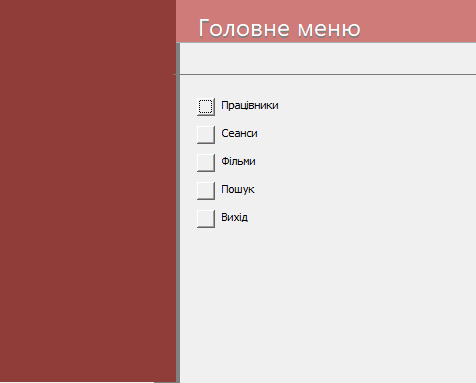 Головне меню
Працівники
Сеанси
Фільми
Пошук
Вихід